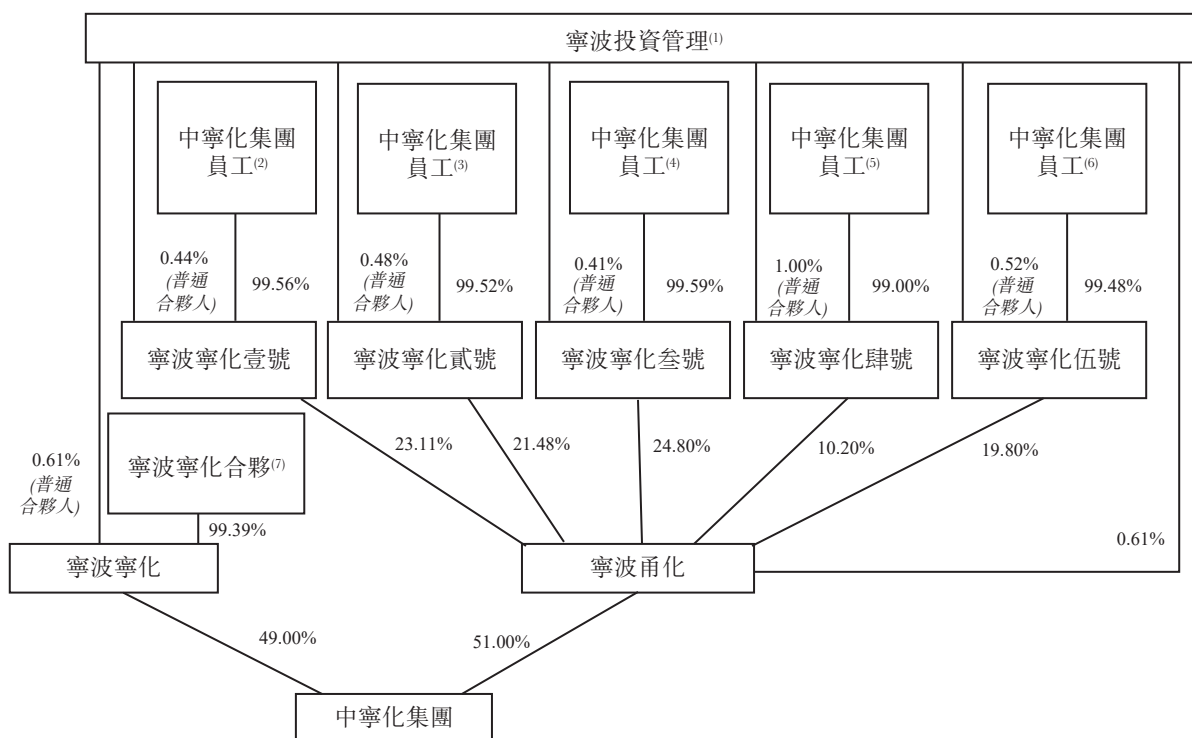 寧波投資管理(1)
中寧化集團
員工(2)
中寧化集團
員工(3)
中寧化集團
員工(4)
中寧化集團
員工(5)
中寧化集團
員工(6)
0.44%
(普通
合夥人)
99.56%
0.48%
(普通
合夥人)
99.52%
0.41%
(普通
合夥人)
99.59%
1.00%
(普通
合夥人)
99.00%
0.52%
(普通
合夥人)
99.48%
寧波寧化壹號
寧波寧化貳號
寧波寧化叁號
寧波寧化肆號
寧波寧化伍號
0.61%
(普通
合夥人)
寧波寧化合夥(7)
23.11%
21.48%
24.80%
10.20%
19.80%
99.39%
0.61%
寧波寧化
寧波甬化
49.00%
51.00%
中寧化集團